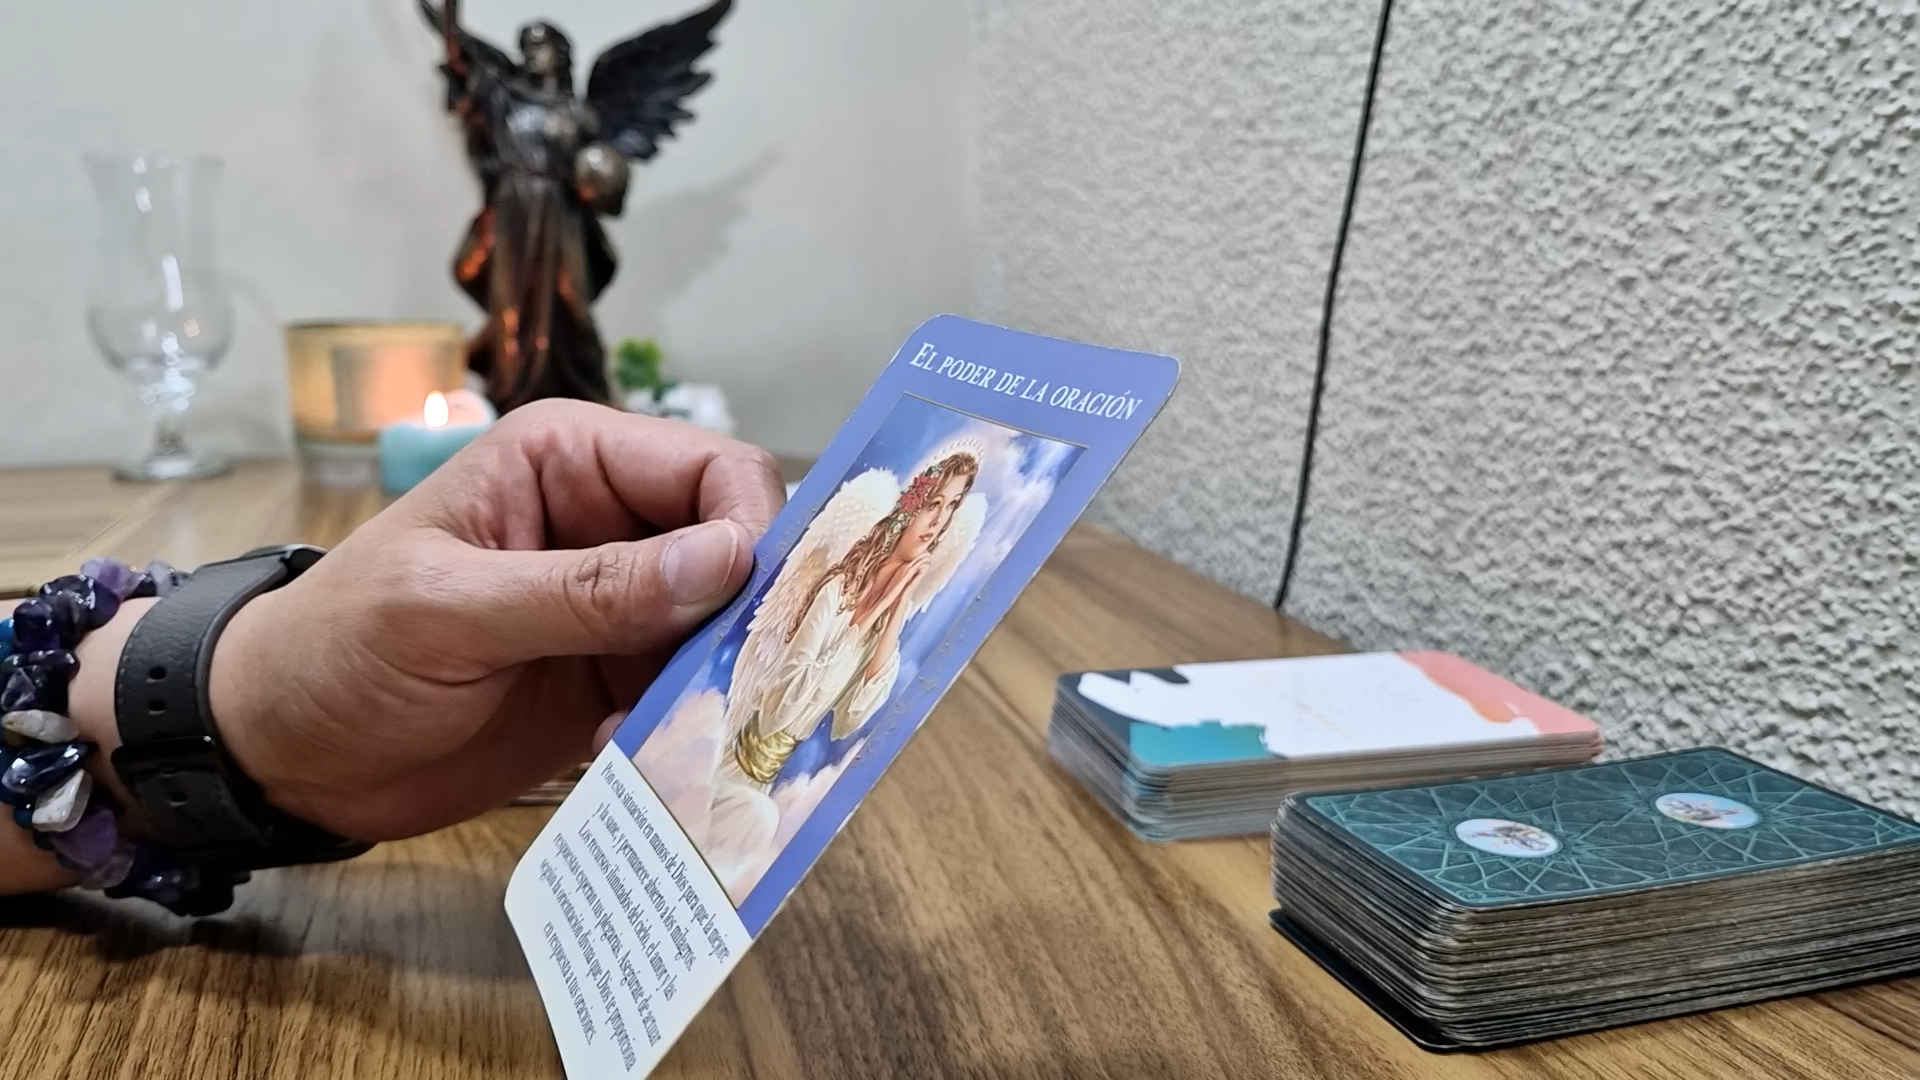 EL PODER DE LA ORACIÓN
Pon esta situación en manos de Dios para que la mejore
y la sane, y permanece abierto a los milagros.
Los recursos ilimitados del cielo, el amor y las
respuestas esperan tus plegarias. Asegúrate de actuar
según la orientación divina que Dios te proporciona
en respuesta a tus oraciones.